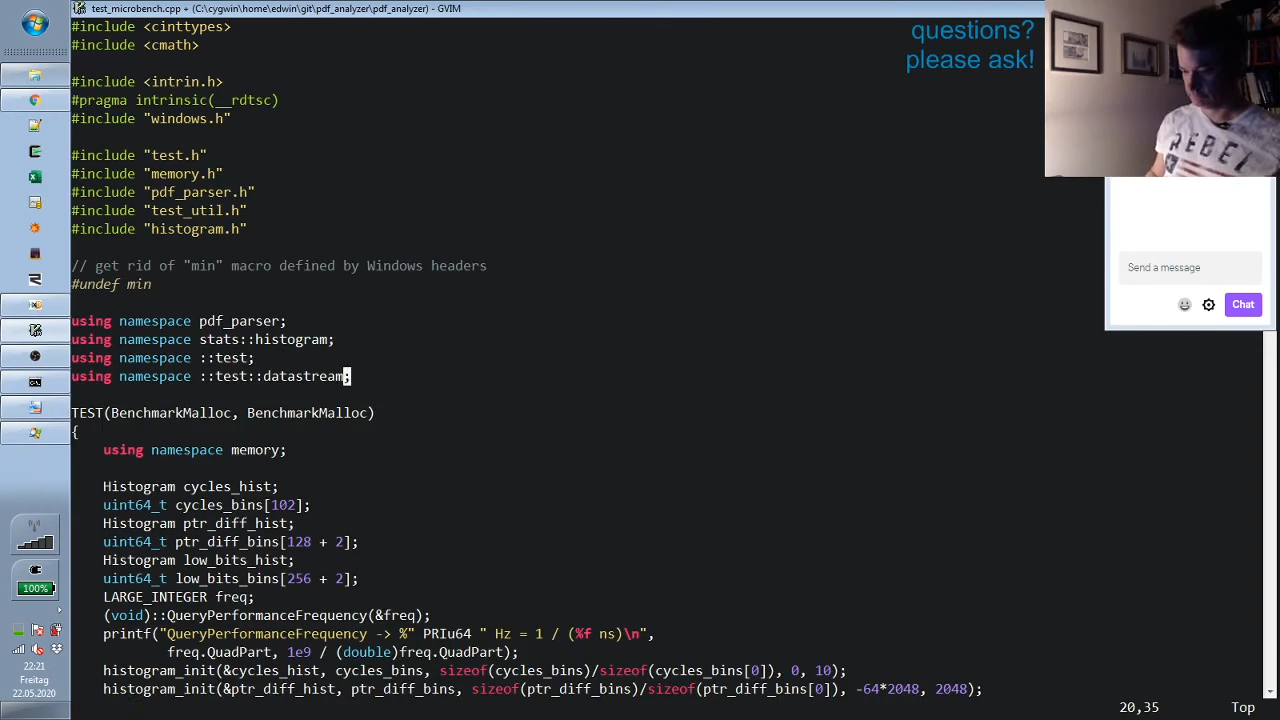 test_microbench.cpp + (C:\cygwin\home\edwin\git\pdf_analyzer\pdf_analyzer) - GVIM
#include <cinttypes>
#include <cmath>
#include <intrin.h>
#pragma intrinsic(__rdtsc)
#include "windows.h"
#include "test.h"
#include "memory.h"
#include "pdf_parser.h"
#include "test_util.h"
#include "histogram.h"
// get rid of "min" macro defined by Windows headers
#undef min
using namespace pdf_parser;
using namespace stats::histogram;
using namespace ::test;
using namespace ::test::datastream;
TEST(BenchmarkMalloc, BenchmarkMalloc)
{
using namespace memory;
Histogram cycles_hist;
uint64_t cycles_bins[102];
Histogram ptr_diff_hist;
uint64_t ptr_diff_bins[128 + 2];
Histogram low_bits_hist;
uint64_t low_bits_bins[256 + 2];
LARGE_INTEGER freq;
(void)::QueryPerformanceFrequency(&freq);
printf("QueryPerformanceFrequency -> %" PRIu64 " Hz = 1 / (%f ns)\n",
freq.QuadPart, 1e9 / (double)freq.QuadPart);
histogram_init(&cycles_hist, cycles_bins, sizeof(cycles_bins)/sizeof(cycles_bins[0]), 0, 10);
histogram_init(&ptr_diff_hist, ptr_diff_bins, sizeof(ptr_diff_bins)/sizeof(ptr_diff_bins[0]), -64*2048, 2048);
20,35 Top
questions?
please ask!
REBEL
Send a message
Chat
100%
22:21
Freitag
22.05.2020